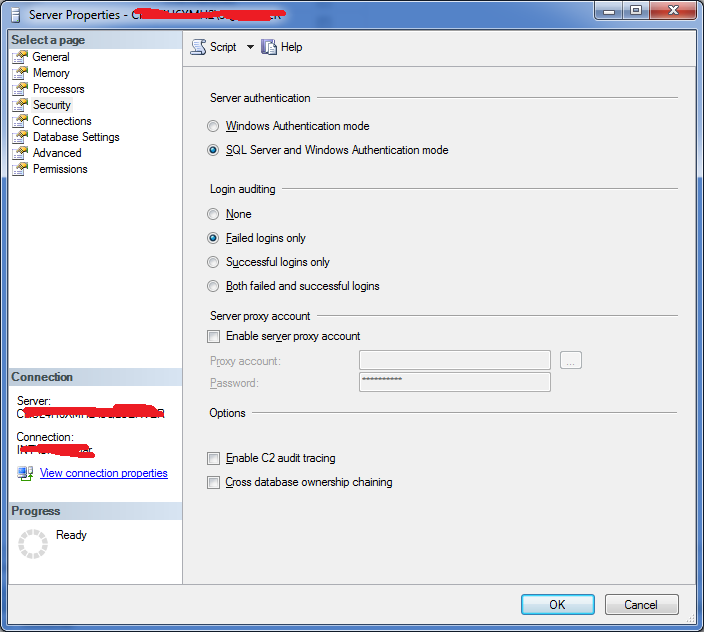 Server Properties -
Select a page
General
Memory
Processors
Security
Connections
Database Settings
Advanced
Permissions
Script
Help
Server authentication
Windows Authentication mode
SQL Server and Windows Authentication mode
Login auditing
None
Failed logins only
Successful logins only
Both failed and successful logins
Server proxy account
Enable server proxy account
Proxy account:
...
Password:
**********
Options
Enable C2 audit tracing
Cross database ownership chaining
Connection
Server:
Connection:
View connection properties
Progress
Ready
OK
Cancel